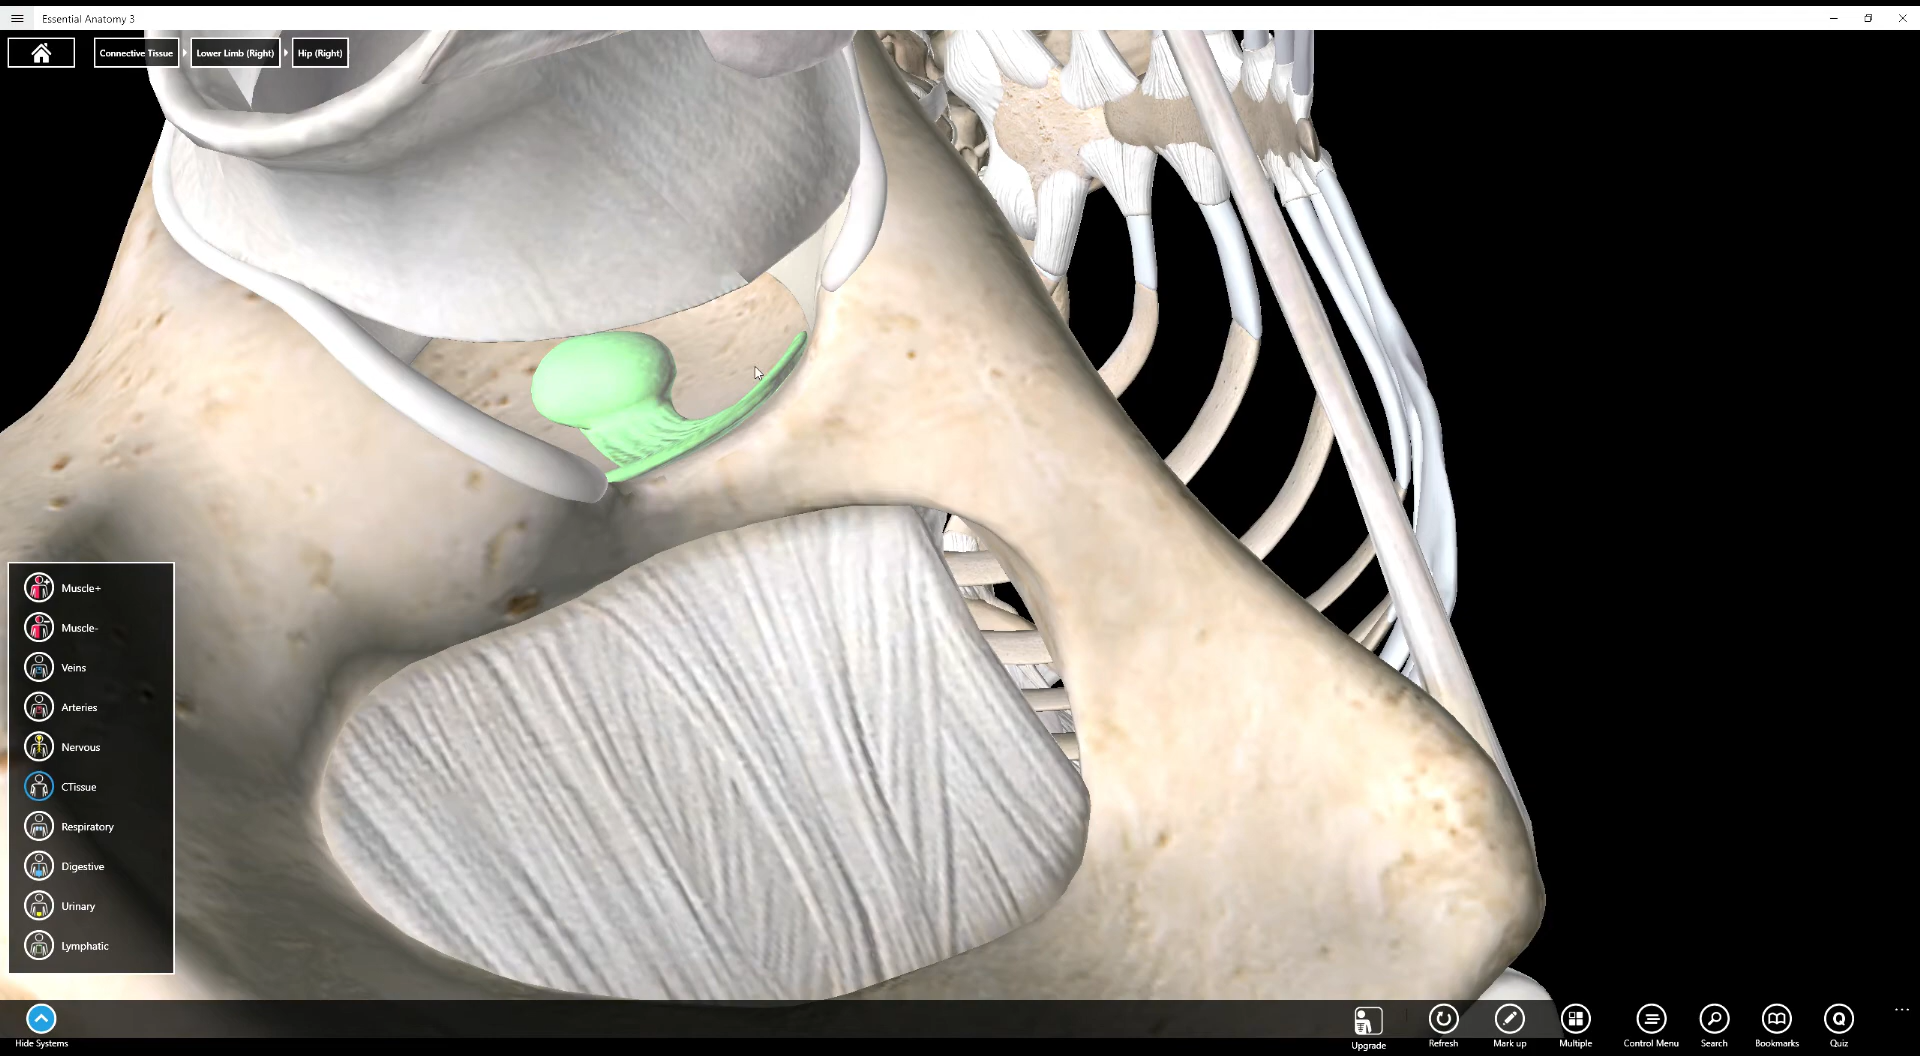 Essential Anatomy 3
Connective Tissue
Lower Limb (Right)
Hip (Right)
Muscle+
Muscle-
Veins
Arteries
Nervous
CTissue
Respiratory
Digestive
Urinary
Lymphatic
Hide Systems
Upgrade
Refresh
Mark up
Multiple
Control Menu
Search
Bookmarks
Q
Quiz